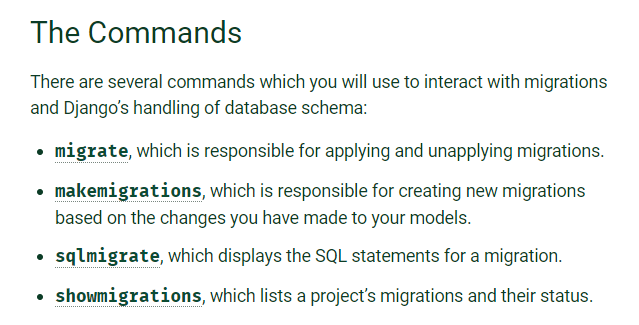 The Commands
There are several commands which you will use to interact with migrations
and Django’s handling of database schema:
• migrate, which is responsible for applying and unapplying migrations.
• makemigrations, which is responsible for creating new migrations
based on the changes you have made to your models.
• sqlmigrate, which displays the SQL statements for a migration.
• showmigrations, which lists a project’s migrations and their status.